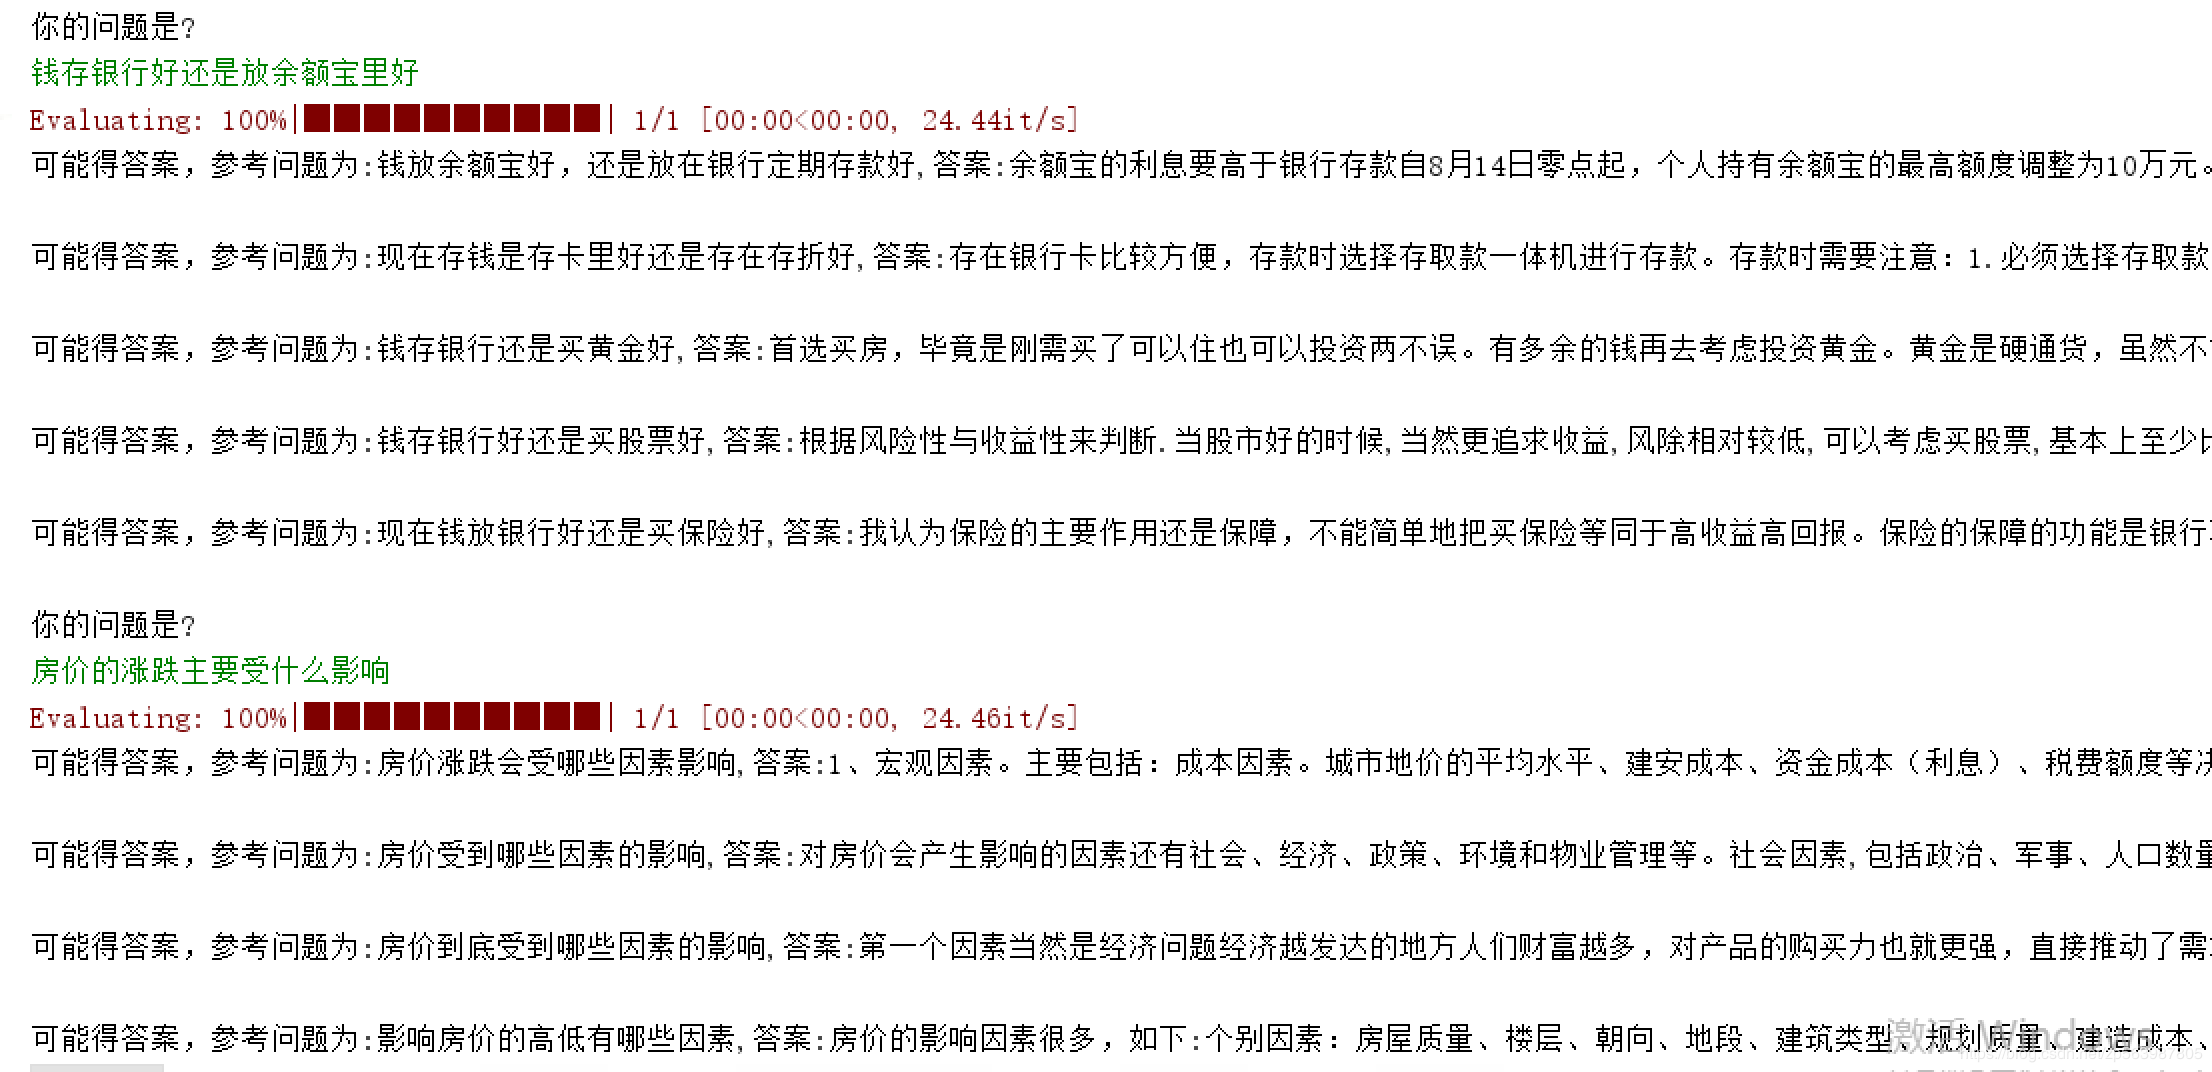 你的问题是?
钱存银行好还是放余额宝里好
Evaluating: 100%|██████████| 1/1 [00:00<00:00, 24.44it/s]
可能得答案，参考问题为:钱放余额宝好，还是放在银行定期存款好,答案:余额宝的利息要高于银行存款自8月14日零点起，个人持有余额宝的最高额度调整为10万元。
可能得答案，参考问题为:现在存钱是存卡里好还是存在存折好,答案:存在银行卡比较方便，存款时选择存取款一体机进行存款。存款时需要注意：1.必须选择存取款
可能得答案，参考问题为:钱存银行还是买黄金好,答案:首选买房，毕竟是刚需买了可以住也可以投资两不误。有多余的钱再去考虑投资黄金。黄金是硬通货，虽然不
可能得答案，参考问题为:钱存银行好还是买股票好,答案:根据风险性与收益性来判断.当股市好的时候,当然更追求收益,风险相对较低,可以考虑买股票,基本上至少比
可能得答案，参考问题为:现在钱放银行好还是买保险好,答案:我认为保险的主要作用还是保障，不能简单地把买保险等同于高收益高回报。保险的保障的功能是银行
你的问题是?
房价的涨跌主要受什么影响
Evaluating: 100%|██████████| 1/1 [00:00<00:00, 24.46it/s]
可能得答案，参考问题为:房价涨跌会受哪些因素影响,答案:1、宏观因素。主要包括：成本因素。城市地价的平均水平、建安成本、资金成本（利息）、税费额度等决
可能得答案，参考问题为:房价受到哪些因素的影响,答案:对房价会产生影响的因素还有社会、经济、政策、环境和物业管理等。社会因素,包括政治、军事、人口数量
可能得答案，参考问题为:房价到底受到哪些因素的影响,答案:第一个因素当然是经济问题经济越发达的地方人们财富越多，对产品的购买力也就更强，直接推动了需
可能得答案，参考问题为:影响房价的高低有哪些因素,答案:房价的影响因素很多，如下:个别因素：房屋质量、楼层、朝向、地段、建筑类型、规划质量、建造成本、
激活 Windows